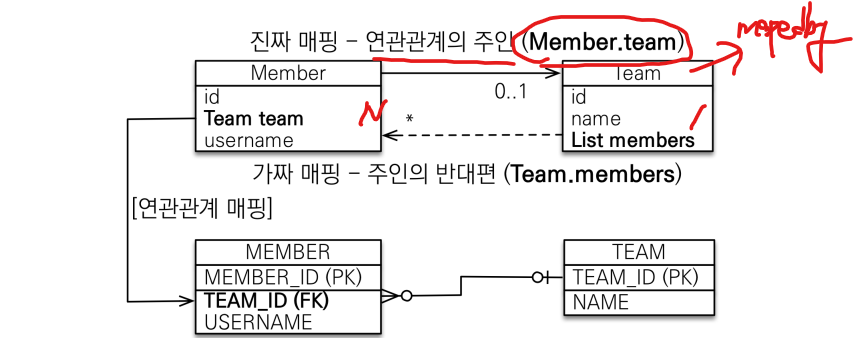 진짜 매핑 - 연관관계의 주인 (Member.team)
mappedby
Member
Team
id
Team team
username
N
0..1
*
id
name
List members
1
가짜 매핑 - 주인의 반대편 (Team.members)
[연관관계 매핑]
MEMBER
MEMBER_ID (PK)
TEAM_ID (FK)
USERNAME
TEAM
TEAM_ID (PK)
NAME